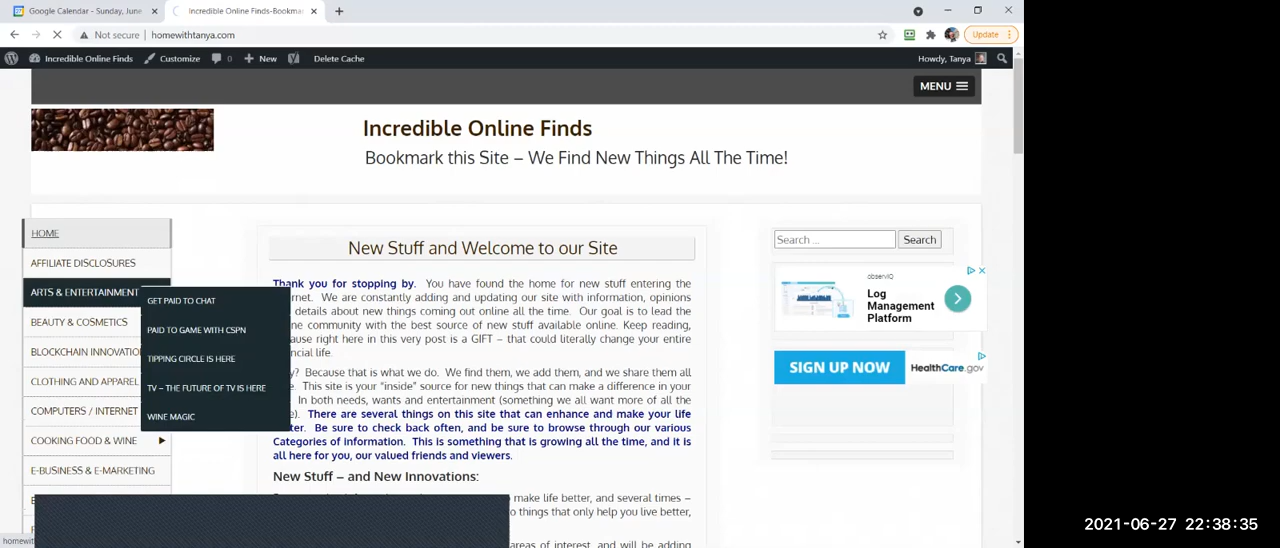 Google Calendar - Sunday, June
Incredible Online Finds-Bookmar
Update
Not secure
homewithtanya.com
Incredible Online Finds
Customize
0
New
Delete Cache
Howdy, Tanya
MENU
Incredible Online Finds
Bookmark this Site – We Find New Things All The Time!
HOME
AFFILIATE DISCLOSURES
ARTS & ENTERTAINMENT
BEAUTY & COSMETICS
BLOCKCHAIN INNOVATIO
CLOTHING AND APPAREL
COMPUTERS / INTERNET
COOKING FOOD & WINE
E-BUSINESS & E-MARKETING
GET PAID TO CHAT
PAID TO GAME WITH CSPN
TIPPING CIRCLE IS HERE
TV – THE FUTURE OF TV IS HERE
WINE MAGIC
New Stuff and Welcome to our Site
Thank you for stopping by. You have found the home for new stuff entering the
We are constantly adding and updating our site with information, opinions
details about new things coming out online all the time. Our goal is to lead the
community with the best source of new stuff available online. Keep reading,
right here in this very post is a GIFT – that could literally change your entire
life.
Because that is what we do. We find them, we add them, and we share them all
This site is your "inside" source for new things that can make a difference in your
In both needs, wants and entertainment (something we all want more of all the
There are several things on this site that can enhance and make your life
Be sure to check back often, and be sure to browse through our various
Categories of information. This is something that is growing all the time, and it is
all here for you, our valued friends and viewers.
New Stuff – and New Innovations:
make life better, and several times –
o things that only help you live better,
areas of interest, and will be adding
Search ...
Search
observIQ
Log
Management
Platform
SIGN UP NOW
HealthCare.gov
homewit
2021-06-27 22:38:35